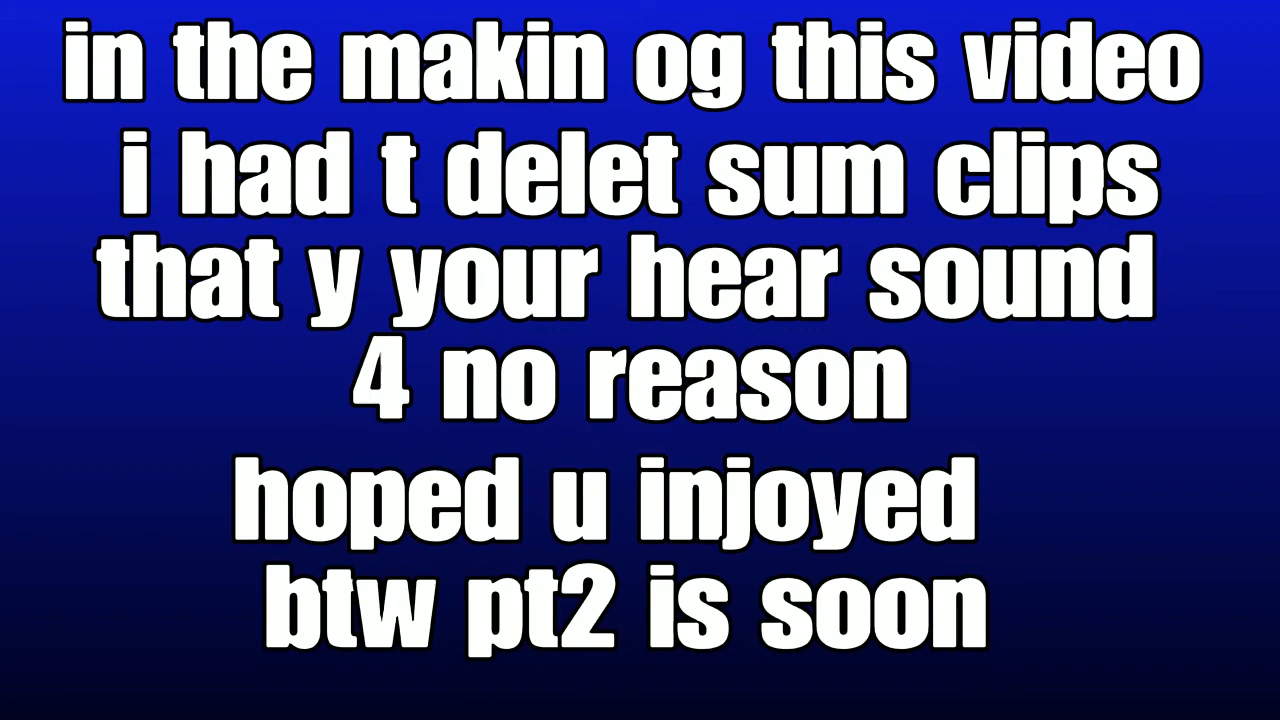 in the makin og this video
i had t delet sum clips
that y your hear sound
4 no reason
hoped u injoyed
btw pt2 is soon